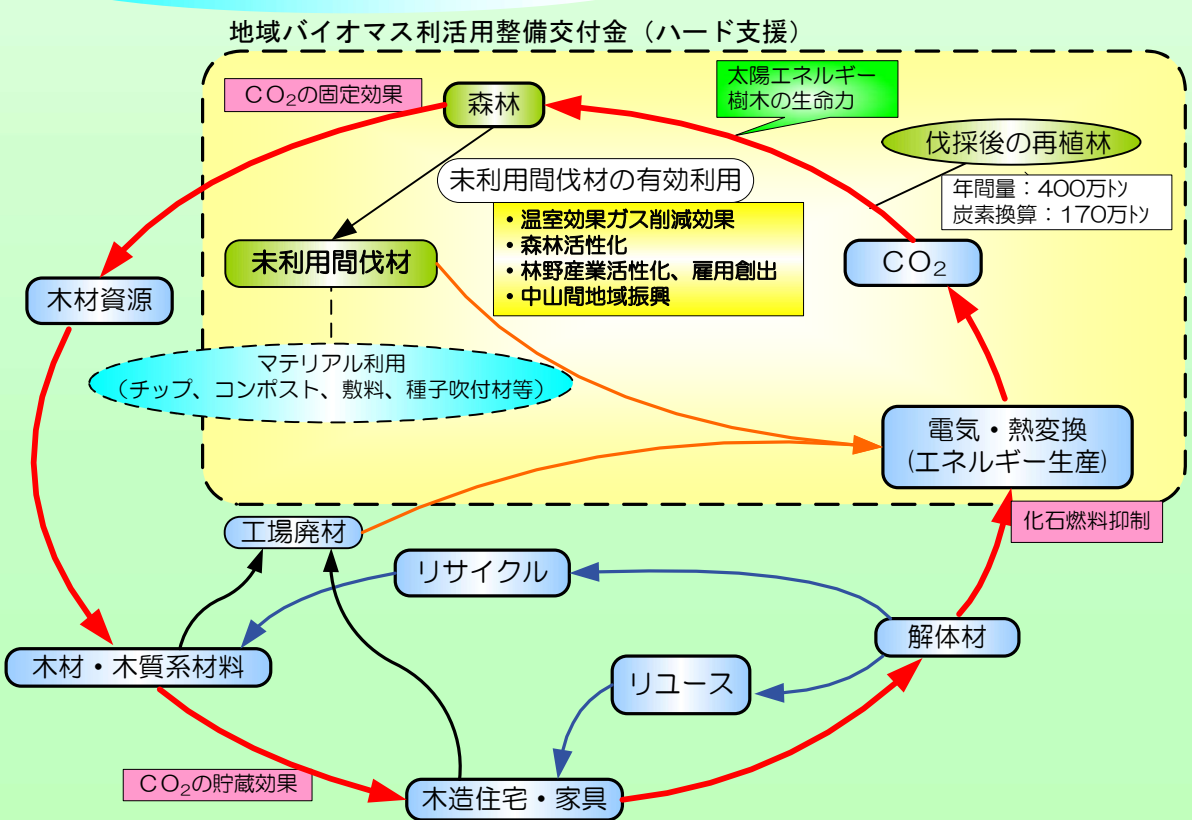 地域バイオマス利活用整備交付金（ハード支援）
CO₂の固定効果
森林
太陽エネルギー
樹木の生命力
伐採後の再植林
年間量：400万㌧
炭素換算：170万㌧
未利用間伐材の有効利用
・温室効果ガス削減効果
・森林活性化
・林野産業活性化、雇用創出
・中山間地域振興
未利用間伐材
CO₂
木材資源
マテリアル利用
（チップ、コンポスト、敷料、種子吹付材等）
電気・熱変換
(エネルギー生産)
化石燃料抑制
工場廃材
リサイクル
解体材
木材・木質系材料
リユース
CO₂の貯蔵効果
木造住宅・家具